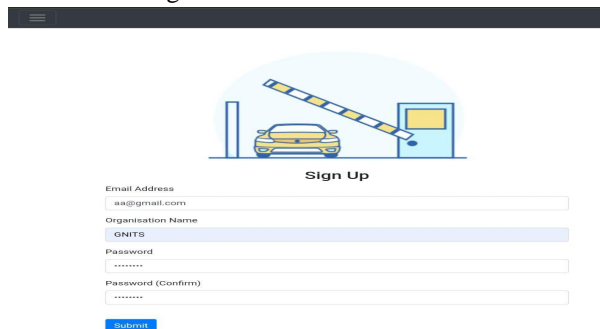 Sign Up
Email Address
aa@gmail.com
Organisation Name
GNITS
Password
••••••••
Password (Confirm)
••••••••
Submit